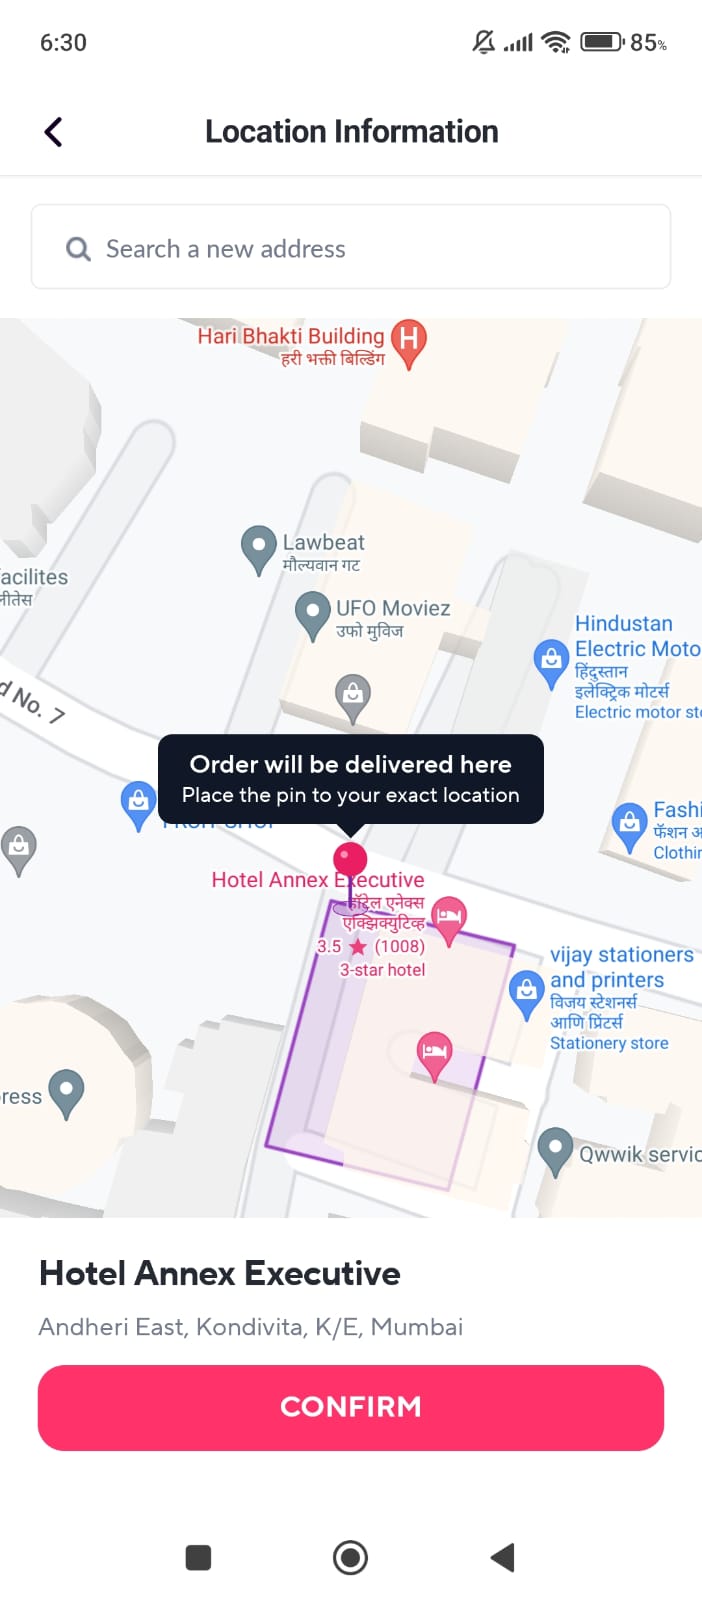 6:30
85%
Location Information
Search a new address
Hari Bhakti Building
हरी भक्ती बिल्डिंग
Lawbeat
मौल्यवान गट
acilites
लीतेस
UFO Moviez
उफो मुविज
Hindustan
Electric Moto
हिंदुस्तान
इलेक्ट्रिक मोटर्स
Electric motor sto
d No. 7
Order will be delivered here
Place the pin to your exact location
Fashi
फॅशन अ
Clothin
Hotel Annex Executive
हॉटेल एनेक्स
एक्झिक्युटिव्ह
3.5 ★ (1008)
3-star hotel
vijay stationers
and printers
विजय स्टेशनर्स
आणि प्रिंटर्स
Stationery store
ress
Qwwik servic
Hotel Annex Executive
Andheri East, Kondivita, K/E, Mumbai
CONFIRM